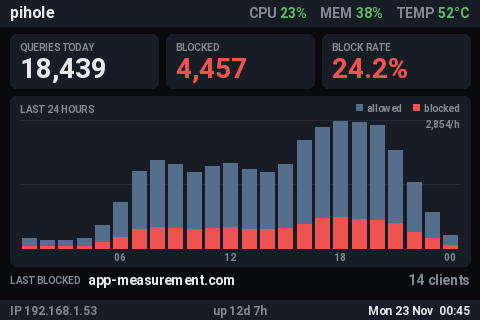 pihole CPU 23% MEM 38% TEMP 52°C
QUERIES TODAY BLOCKED BLOCK RATE
18,439 4,457 24.2%
LAST 24 HOURS allowed blocked
2,854/h
06 12 18 00
LAST BLOCKED app-measurement.com 14 clients
IP 192.168.1.53 up 12d 7h Mon 23 Nov 00:45